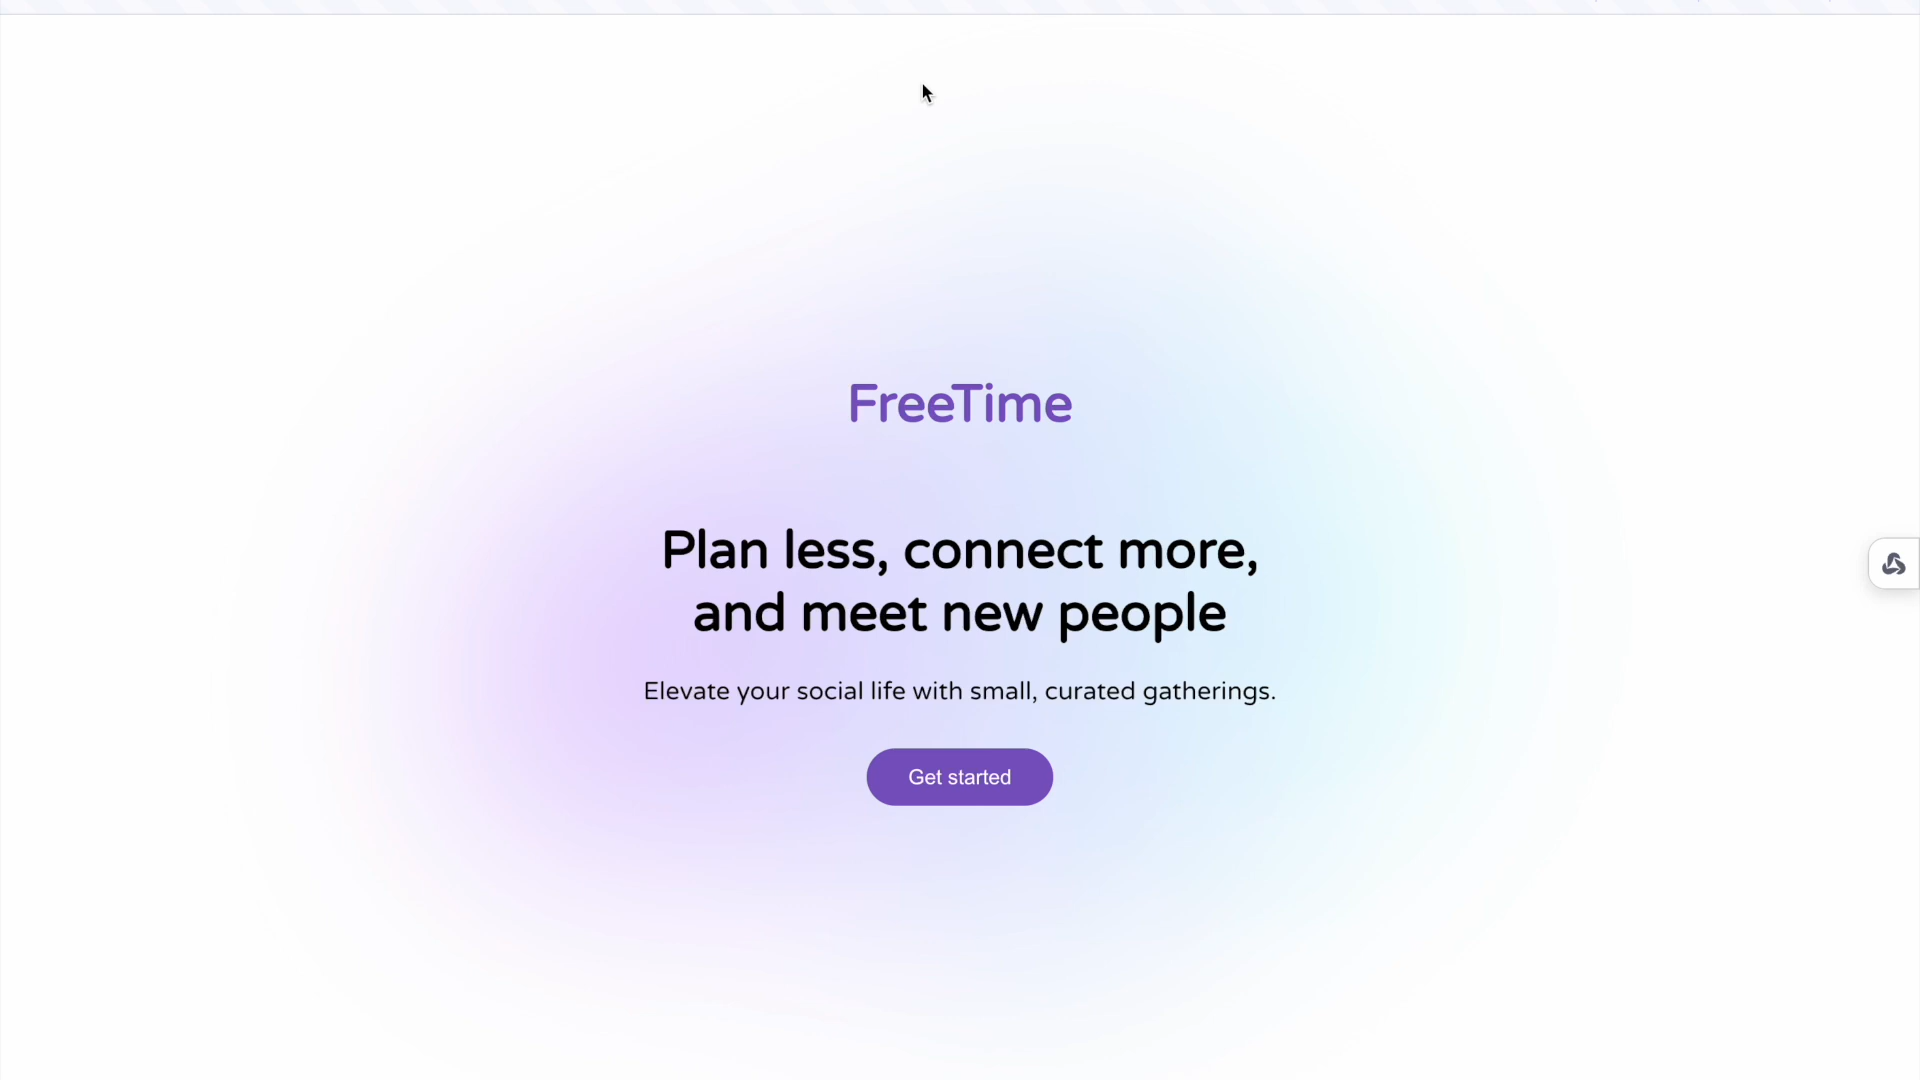 FreeTime
Plan less, connect more,
and meet new people
Elevate your social life with small, curated gatherings.
Get started